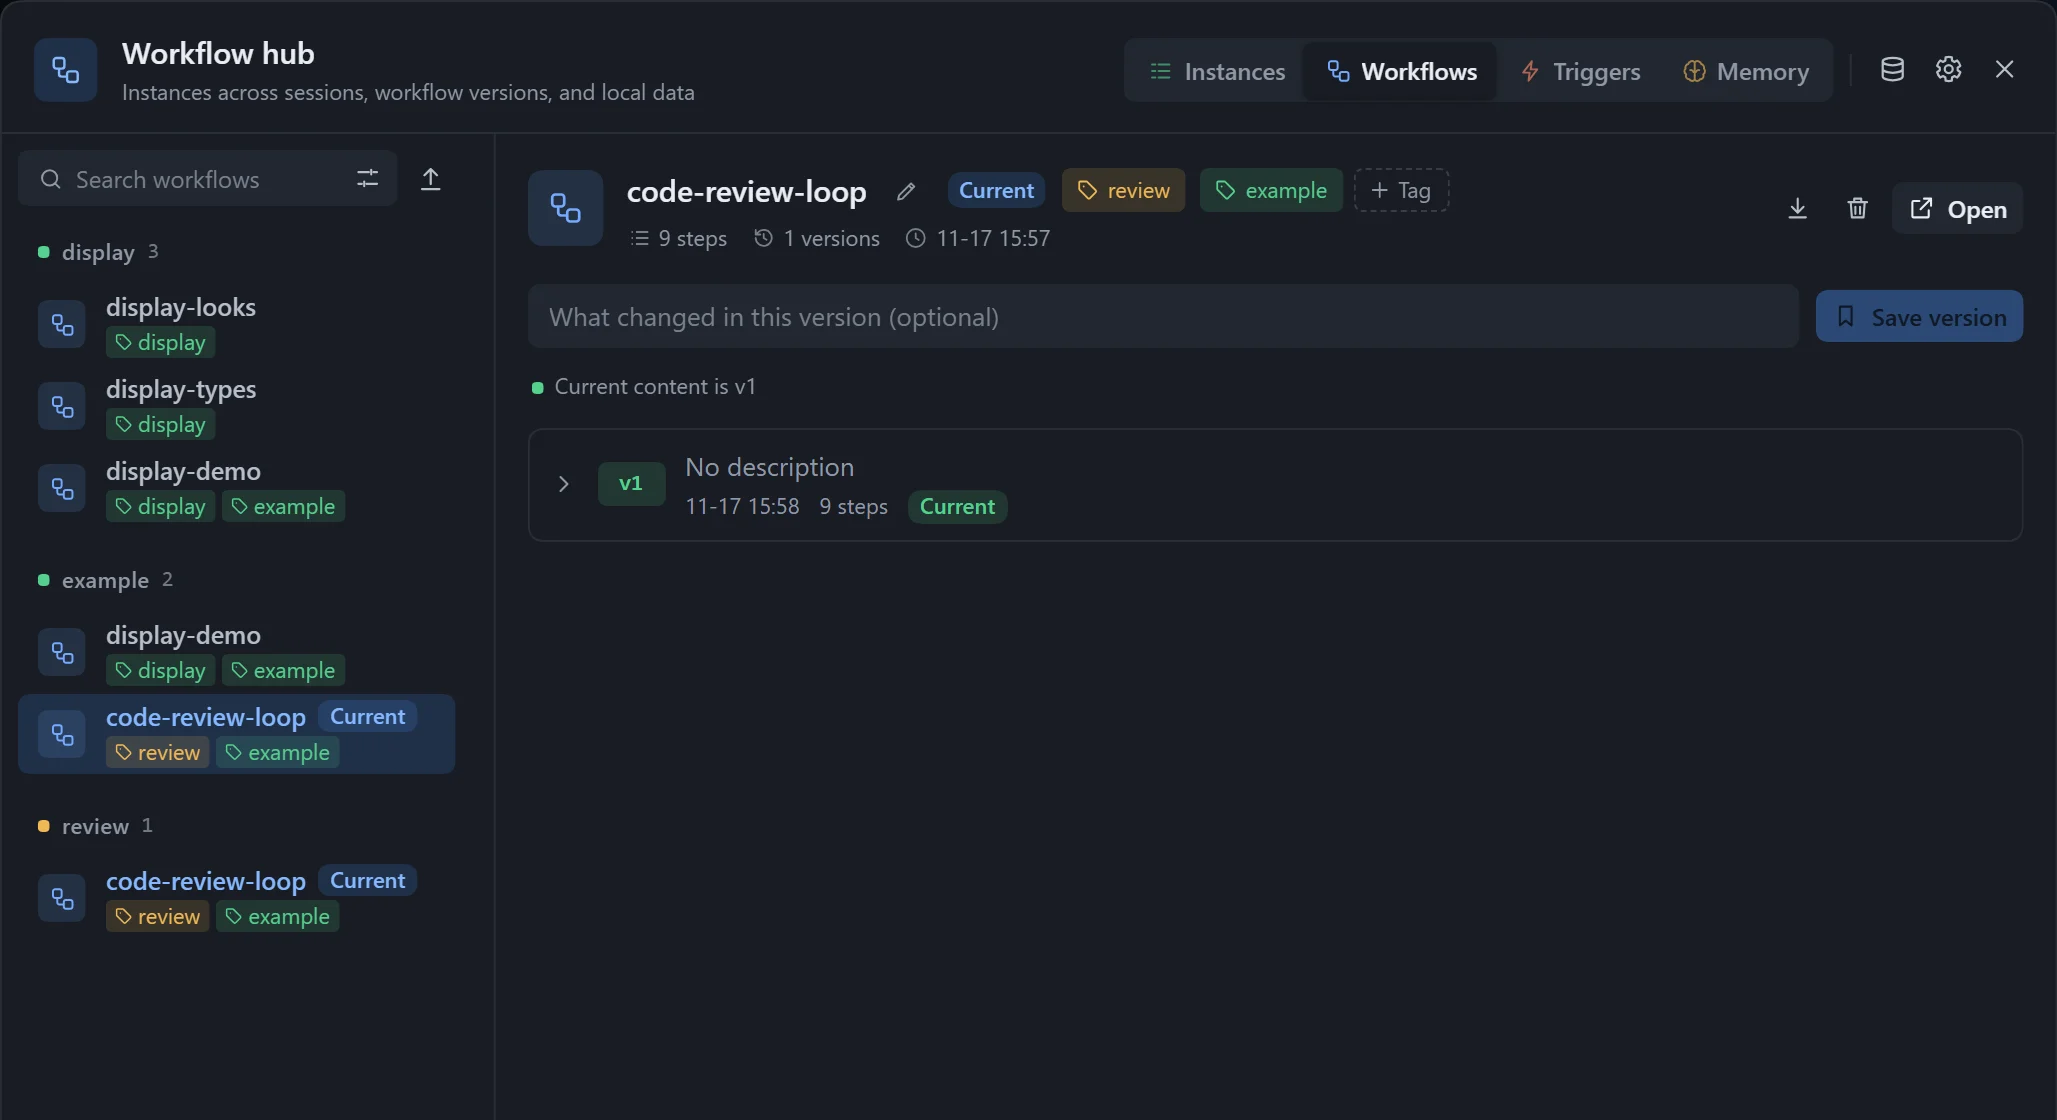 Workflow hub
Instances across sessions, workflow versions, and local data
Instances
Workflows
Triggers
Memory
Search workflows
display 3
display-looks
display
display-types
display
display-demo
display example
example 2
display-demo
display example
code-review-loop Current
review example
review 1
code-review-loop Current
review example
code-review-loop Current review example + Tag
9 steps 1 versions 11-17 15:57
Open
What changed in this version (optional)
Save version
Current content is v1
v1
No description
11-17 15:58 9 steps Current